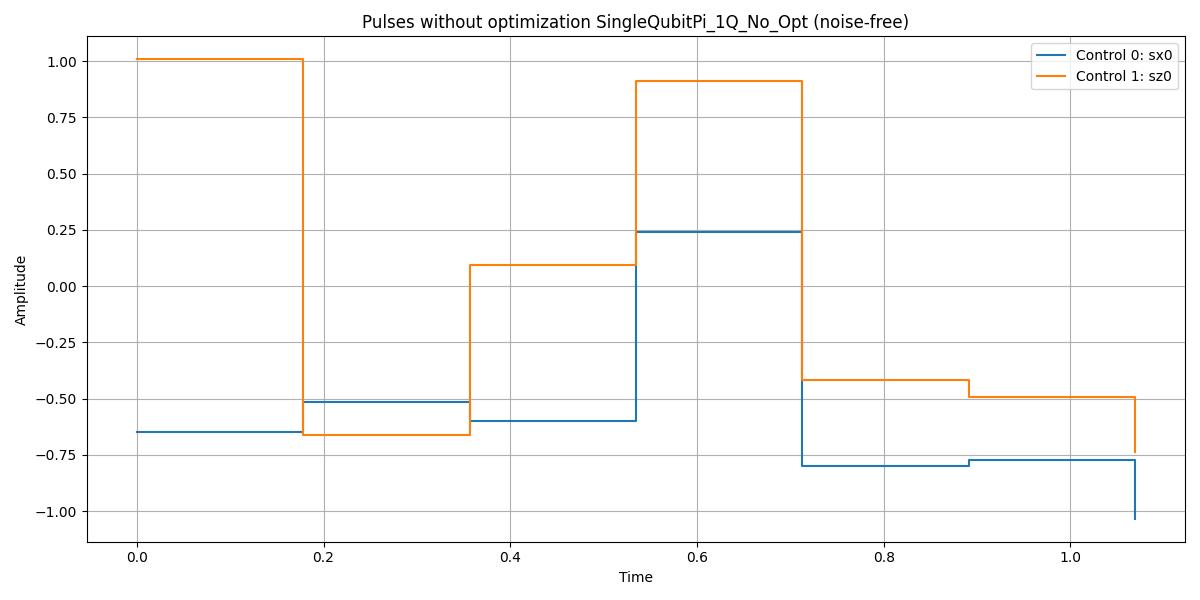 Pulses without optimization SingleQubitPi_1Q_No_Opt (noise-free)
Control 0: sx0
Control 1: sz0
1.00
0.75
0.50
0.25
0.00
−0.25
−0.50
−0.75
−1.00
Amplitude
0.0 0.2 0.4 0.6 0.8 1.0
Time